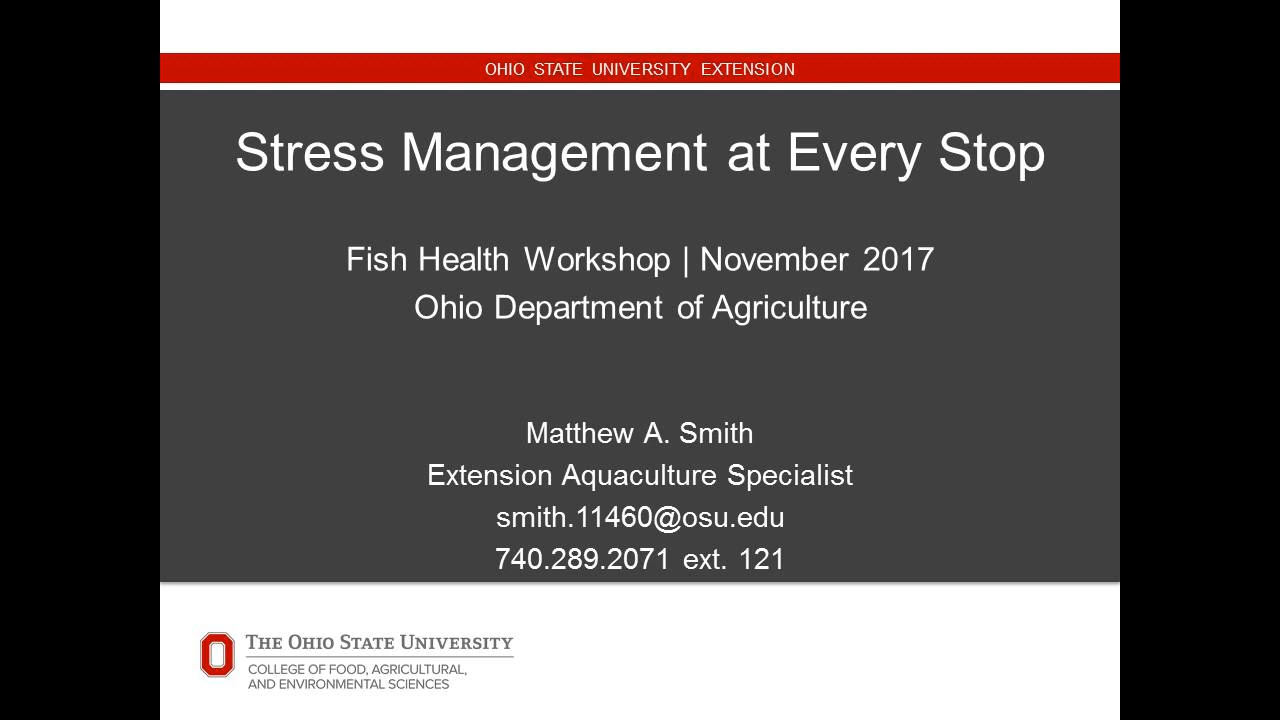 OHIO STATE UNIVERSITY EXTENSION
Stress Management at Every Stop
Fish Health Workshop | November 2017
Ohio Department of Agriculture
Matthew A. Smith
Extension Aquaculture Specialist
smith.11460@osu.edu
740.289.2071 ext. 121
THE OHIO STATE UNIVERSITY
COLLEGE OF FOOD, AGRICULTURAL,
AND ENVIRONMENTAL SCIENCES